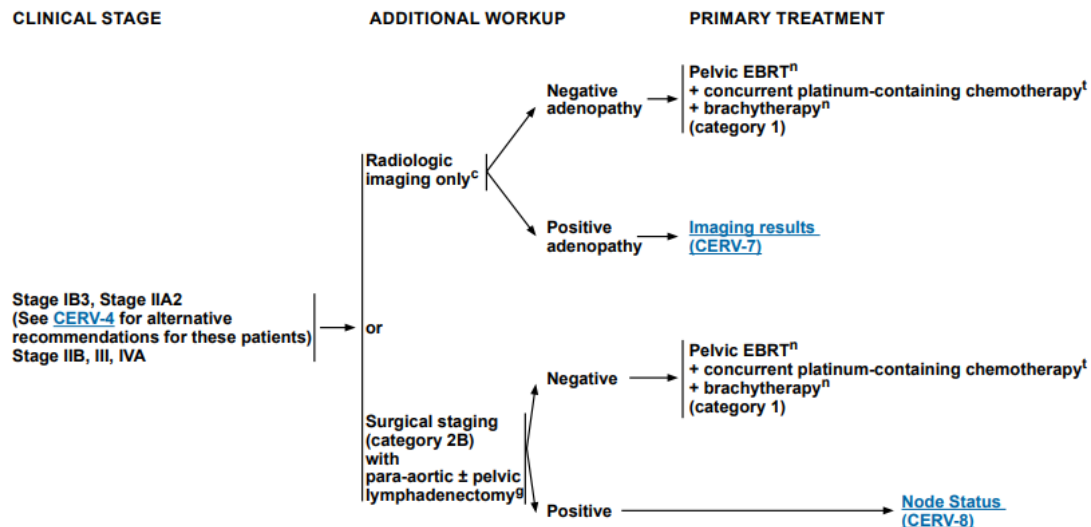 CLINICAL STAGE
ADDITIONAL WORKUP
PRIMARY TREATMENT
Stage IB3, Stage IIA2
(See CERV-4 for alternative
recommendations for these patients)
Stage IIB, III, IVA
Radiologic
imaging onlyᶜ
Negative
adenopathy
Pelvic EBRTⁿ
+ concurrent platinum-containing chemotherapyᵗ
+ brachytherapyⁿ
(category 1)
Positive
adenopathy
Imaging results
(CERV-7)
or
Surgical staging
(category 2B)
with
para-aortic ± pelvic
lymphadenectomyᵍ
Negative
Pelvic EBRTⁿ
+ concurrent platinum-containing chemotherapyᵗ
+ brachytherapyⁿ
(category 1)
Positive
Node Status
(CERV-8)